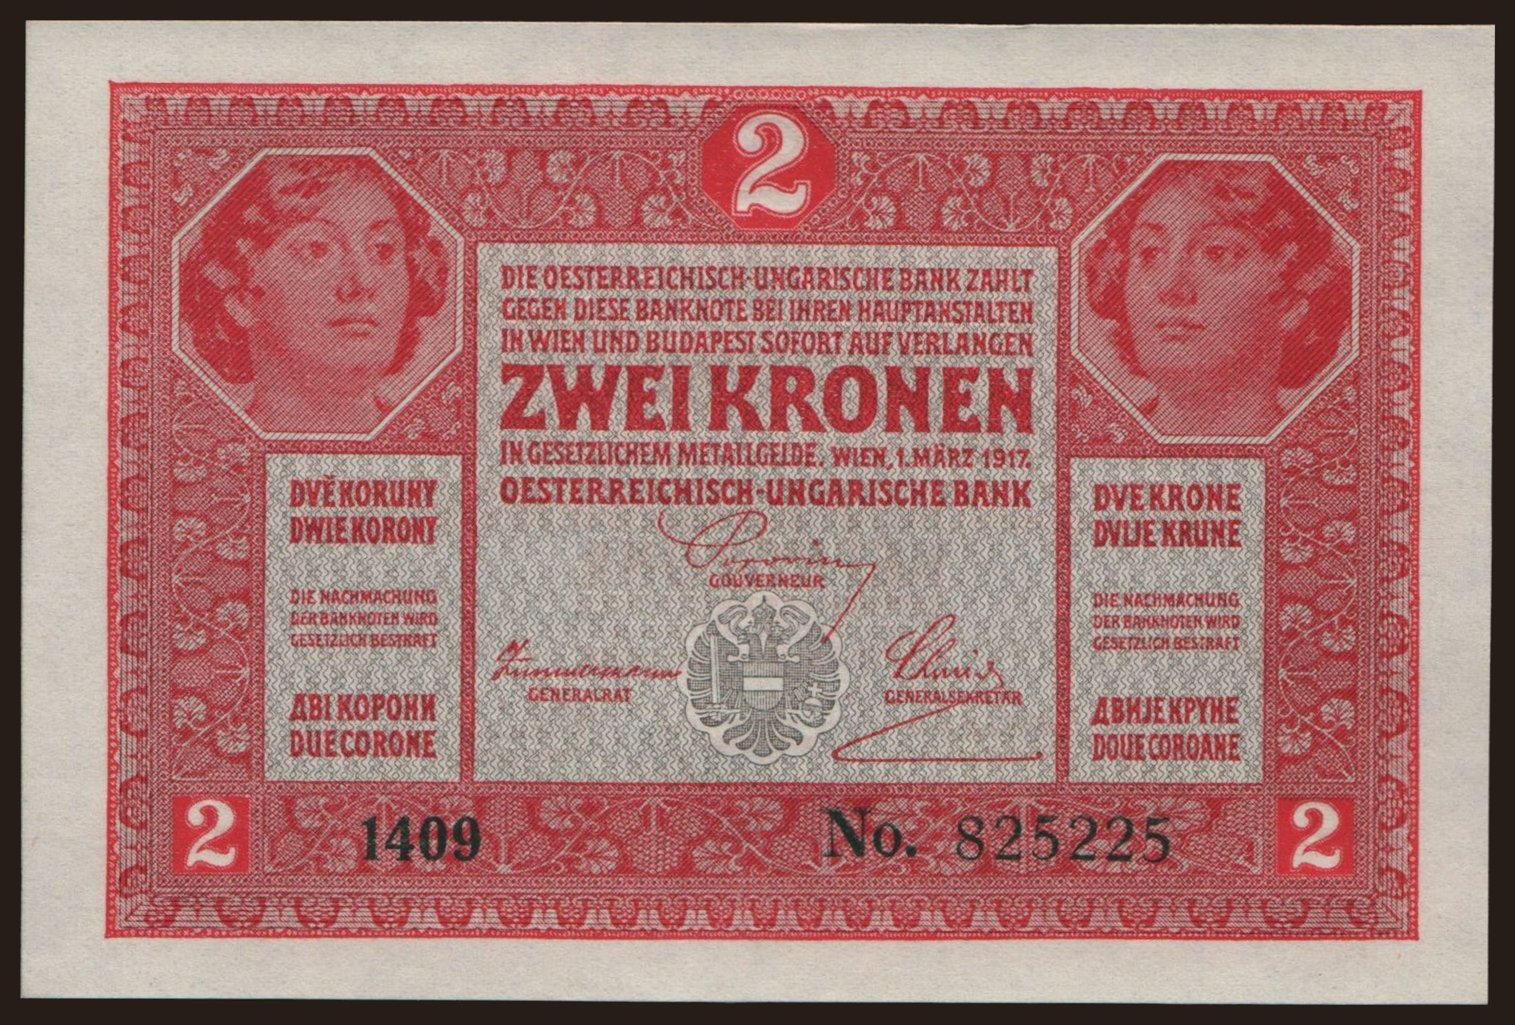 2
DIE OESTERREICHISCH-UNGARISCHE BANK ZAHLT
GEGEN DIESE BANKNOTE BEI IHREN HAUPTANSTALTEN
IN WIEN UND BUDAPEST SOFORT AUF VERLANGEN
ZWEI KRONEN
IN GESETZLICHEM METALLGELDE. WIEN, 1. MÄRZ 1917.
OESTERREICHISCH-UNGARISCHE BANK
GOUVERNEUR
GENERALRAT
GENERALSEKRETÄR
DVĚ KORUNY
DWIE KORONY
DIE NACHMACHUNG
DER BANKNOTEN WIRD
GESETZLICH BESTRAFT
ДВІ КОРОНИ
DUE CORONE
DVE KRONE
DVIJE KRUNE
DIE NACHMACHUNG
DER BANKNOTEN WIRD
GESETZLICH BESTRAFT
ДВИЈЕ КРУНЕ
DOUE COROANE
2 1409 No. 825225 2